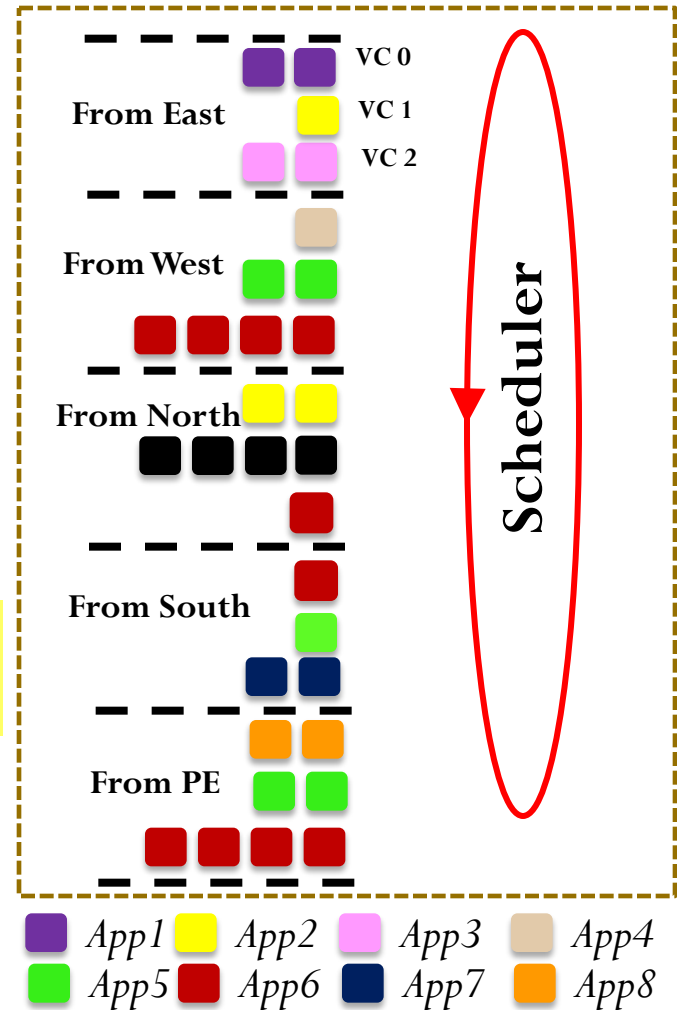 VC 0
From East
VC 1
VC 2
From West
From North
From South
From PE
Scheduler
App1 App2 App3 App4
App5 App6 App7 App8